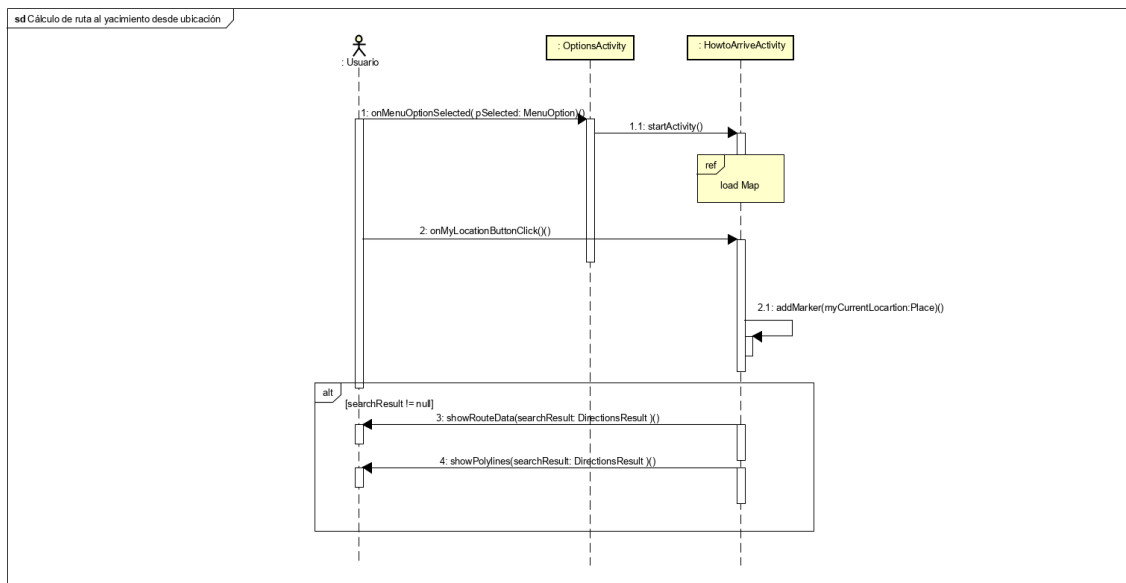 sd Cálculo de ruta al yacimiento desde ubicación
: Usuario
: OptionsActivity
: HowtoArriveActivity
1: onMenuOptionSelected( pSelected: MenuOption)()
1.1: startActivity()
ref
load Map
2: onMyLocationButtonClick()()
2.1: addMarker(myCurrentLocartion:Place)()
alt
[searchResult != null]
3: showRouteData(searchResult: DirectionsResult )()
4: showPolylines(searchResult: DirectionsResult )()